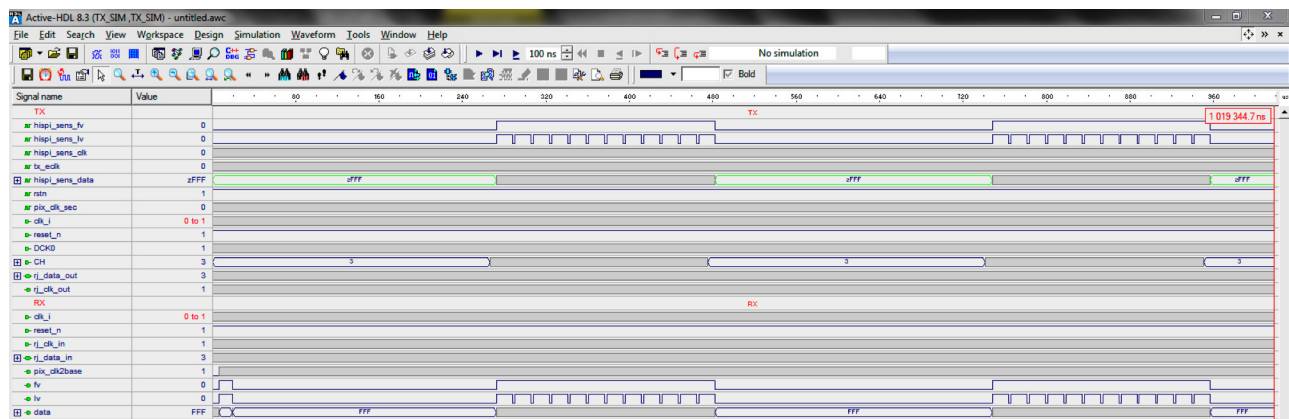 Active-HDL 8.3 (TX_SIM ,TX_SIM) - untitled.awc
File Edit Search View Workspace Design Simulation Waveform Tools Window Help
100 ns No simulation
Bold
Signal name Value 80 160 240 320 400 480 560 640 720 800 880 960 us
TX TX
1 019 344.7 ns
hispi_sens_fv 0
hispi_sens_lv 0
hispi_sens_clk 0
tx_eclk 0
hispi_sens_data zFFF zFFF zFFF zFFF
rstn 1
pix_clk_sec 0
clk_i 0 to 1
reset_n 1
DCK0 1
CH 3 3 3 3
rj_data_out 3
rj_clk_out 1
RX RX
clk_i 0 to 1
reset_n 1
rj_clk_in 1
rj_data_in 3
pix_clk2base 1
fv 0
lv 0
data FFF FFF FFF FFF